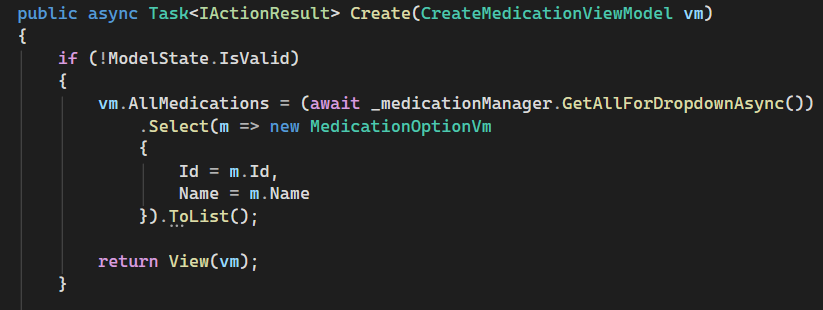 public async Task<IActionResult> Create(CreateMedicationViewModel vm)
{
    if (!ModelState.IsValid)
    {
        vm.AllMedications = (await _medicationManager.GetAllForDropdownAsync())
            .Select(m => new MedicationOptionVm
            {
                Id = m.Id,
                Name = m.Name
            }).ToList();

        return View(vm);
    }